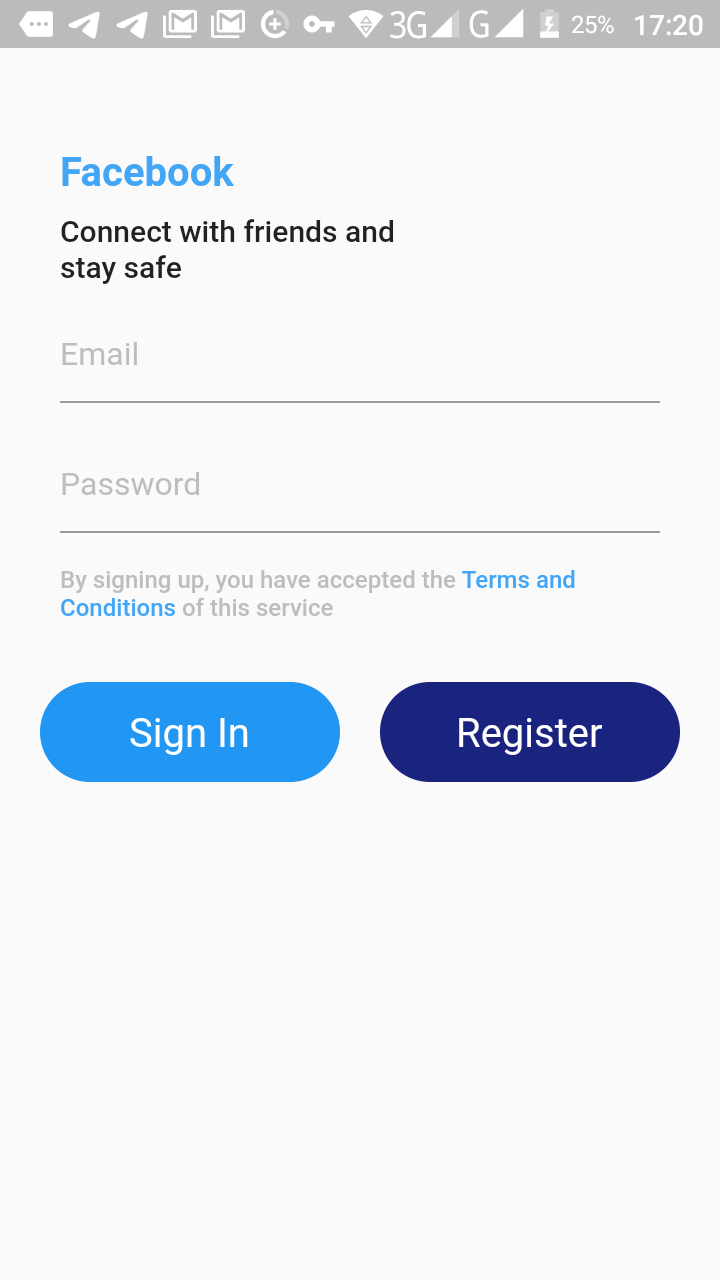 3G G 25% 17:20
Facebook
Connect with friends and
stay safe
Email
Password
By signing up, you have accepted the Terms and
Conditions of this service
Sign In Register